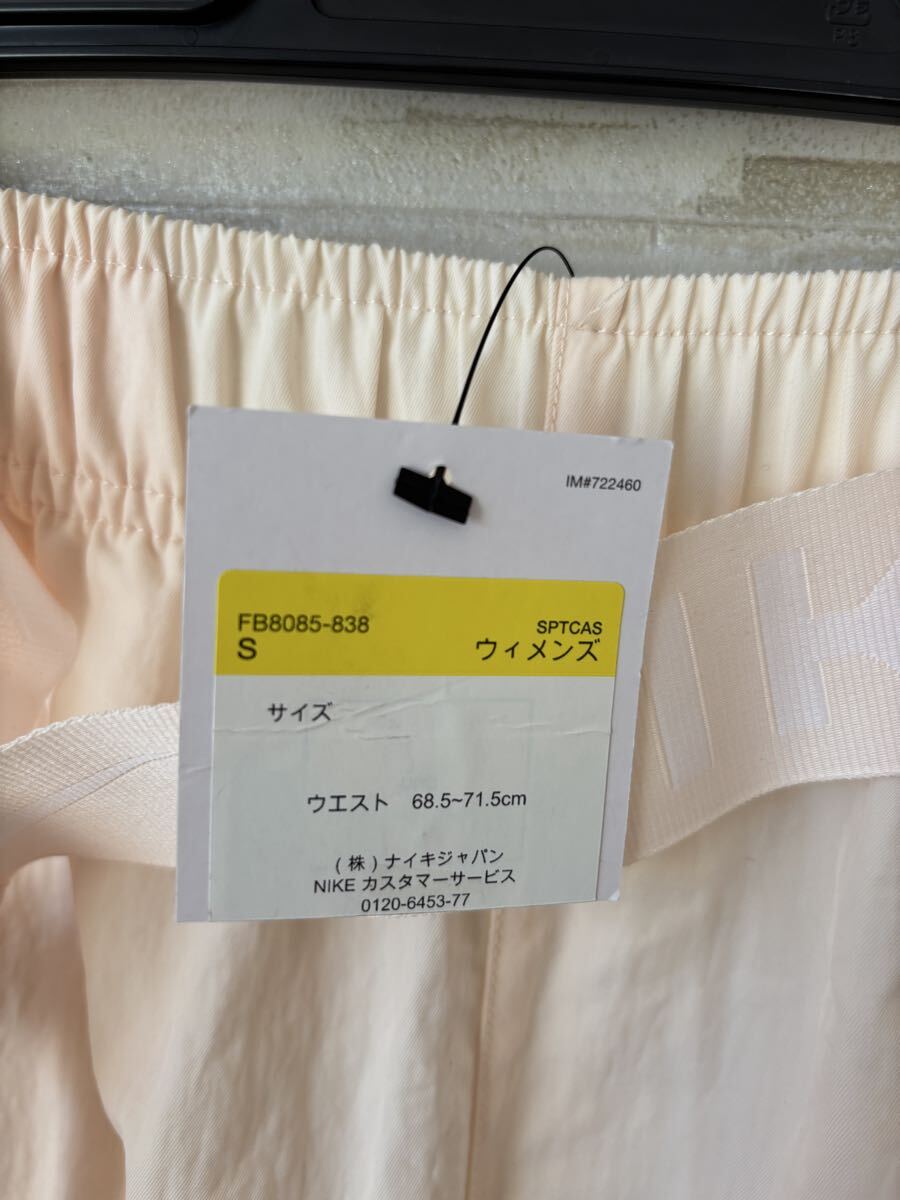 IM#722460
FB8085-838
SPTCAS
S
ウィメンズ
サイズ
ウエスト 68.5~71.5cm
(株)ナイキジャパン
NIKE カスタマーサービス
0120-6453-77